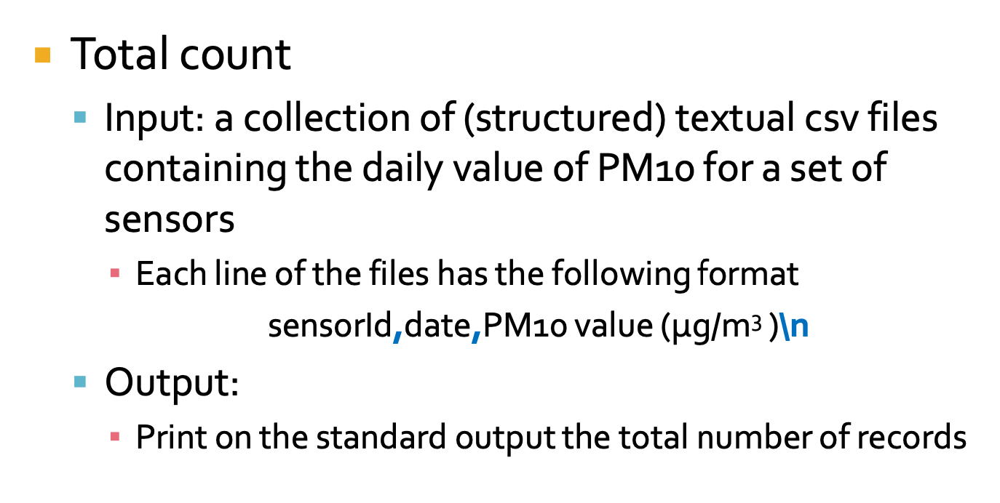 Total count
Input: a collection of (structured) textual csv files
containing the daily value of PM10 for a set of
sensors
Each line of the files has the following format
sensorId,date,PM10 value (μg/m³ )\n
Output:
Print on the standard output the total number of records